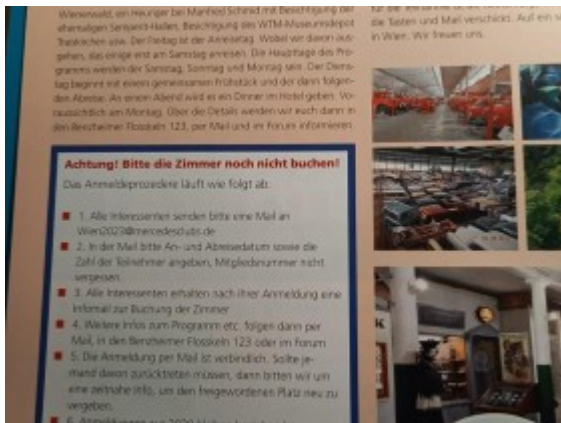 Wienerwald, ein Heuriger bei Manfred Schmid mit Besichtigung der
ehemaligen Semperit-Hallen, Besichtigung des WTM-Museumsdepot
Traiskirchen usw. Der Freitag ist der Anreisetag. Wobei wir davon aus-
gehen, das einige erst am Samstag anreisen. Die Haupttage des Pro-
gramms werden der Samstag, Sonntag und Montag sein. Der Diens-
tag beginnt mit einem gemeinsamen Frühstück und der dann folgen-
den Abreise. An einem Abend wird es ein Dinner im Hotel geben. Vo-
raussichtlich am Montag. Über die Details werden wir euch dann in
den Benzheimer Flosskeln 123, per Mail und im Forum informieren.
Achtung! Bitte die Zimmer noch nicht buchen!
Das Anmeldeprozedere läuft wie folgt ab:
1. Alle Interessenten senden bitte eine Mail an
Wien2023@mercedesclubs.de
2. In der Mail bitte An- und Abreisedatum sowie die
Zahl der Teilnehmer angeben, Mitgliedsnummer nicht
vergessen.
3. Alle Interessenten erhalten nach ihrer Anmeldung eine
Infomail zur Buchung der Zimmer
4. Weitere Infos zum Programm etc. folgen dann per
Mail, in den Benzheimer Flosskeln 123 oder im Forum
5. Die Anmeldung per Mail ist verbindlich. Sollte je-
mand davon zurücktreten müssen, dann bitten wir um
eine zeitnahe Info, um den freigewordenen Platz neu zu
vergeben.
6. Anmeldungen
die Tasten und Mail verschickt. Auf ein
in Wien. Wir freuen uns.